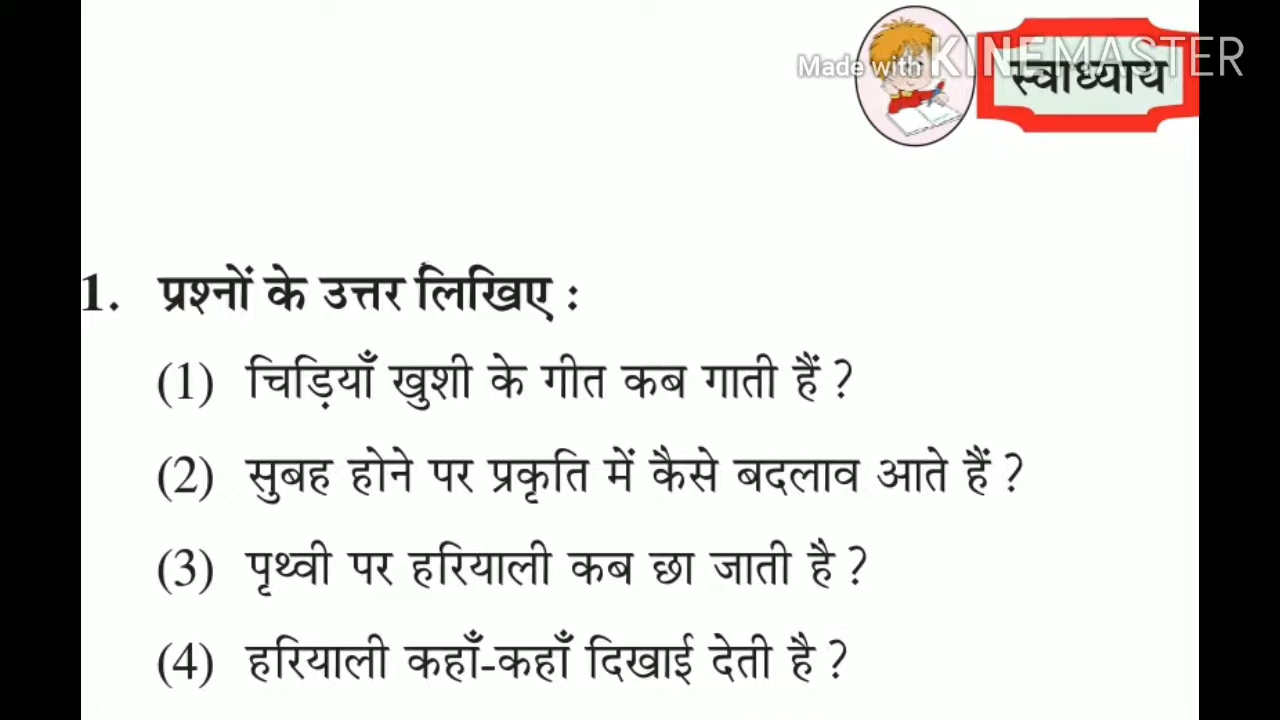 Made with KINEMASTER
स्वाध्याय
1. प्रश्नों के उत्तर लिखिए :
(1) चिड़ियाँ खुशी के गीत कब गाती हैं ?
(2) सुबह होने पर प्रकृति में कैसे बदलाव आते हैं ?
(3) पृथ्वी पर हरियाली कब छा जाती है ?
(4) हरियाली कहाँ-कहाँ दिखाई देती है ?